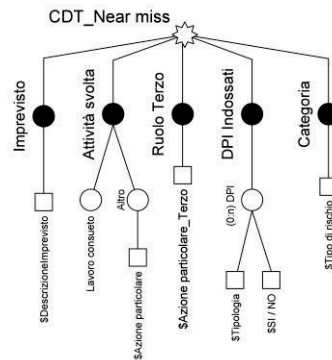 CDT_Near miss
Imprevisto
Attività svolta
Ruolo Terzo
DPI Indossati
Categoria
$DescrizioneImprevisto
Lavoro consueto
Altro
$Azione particolare
$Azione particolare_Terzo
(0:n) DPI
$Tipologia
$SI / NO
$Tipo di rischio